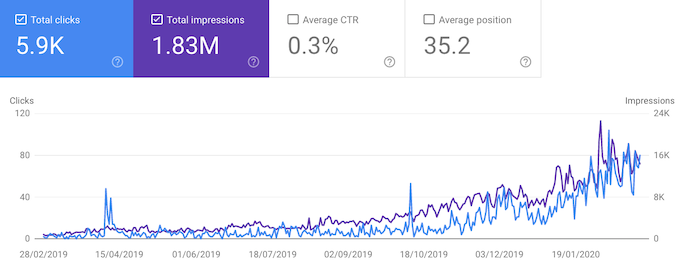 Total clicks Total impressions Average CTR Average position
5.9K 1.83M 0.3% 35.2
Clicks Impressions
120 24K
80 16K
40 8K
0 0
28/02/2019 15/04/2019 01/06/2019 18/07/2019 02/09/2019 18/10/2019 03/12/2019 19/01/2020